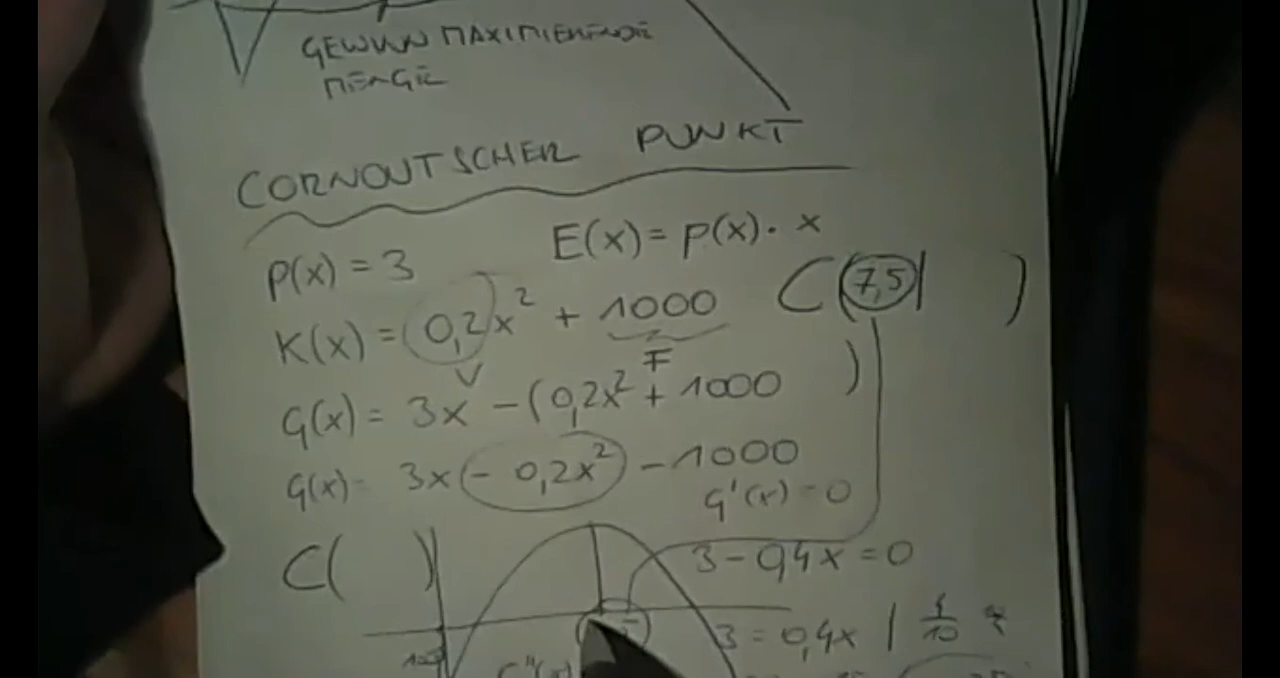 GEWINN MAXIMIERENDE
MENGE
CORNOUTSCHER PUNKT
P(x) = 3 E(x) = p(x) · x
K(x) = 0,2x² + 1000 C(7,5| )
V F
G(x) = 3x - (0,2x² + 1000 )
G(x) = 3x - 0,2x² - 1000
G'(x) = 0
C( )
3 - 0,4x = 0
3 = 0,4x |
G''(x)